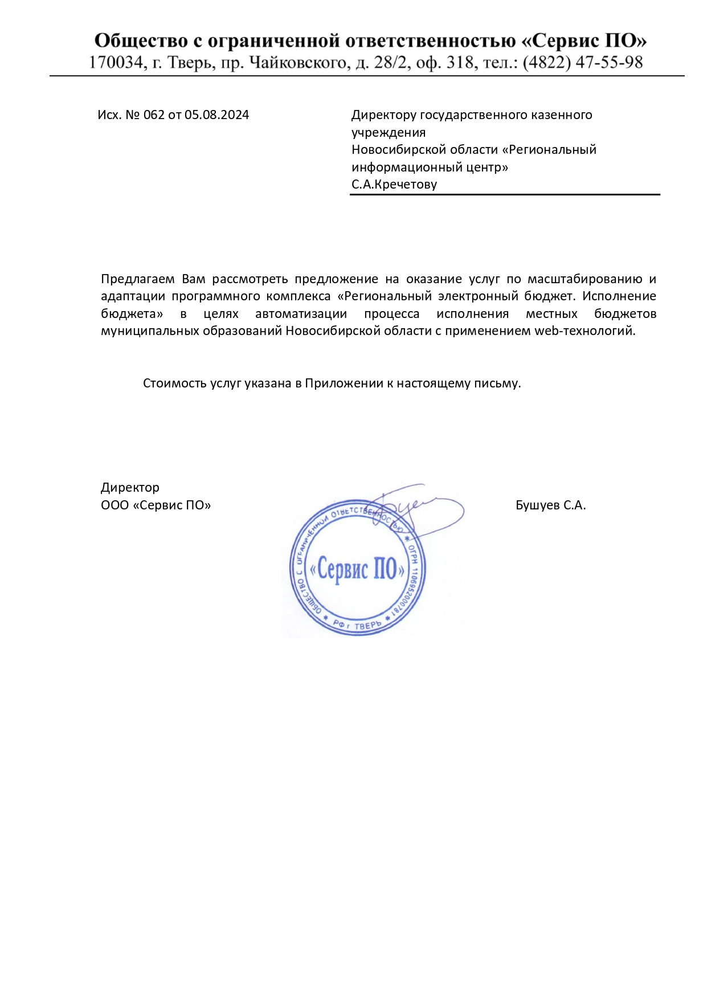 Общество с ограниченной ответственностью «Сервис ПО»
170034, г. Тверь, пр. Чайковского, д. 28/2, оф. 318, тел.: (4822) 47-55-98
Исх. № 062 от 05.08.2024
Директору государственного казенного
учреждения
Новосибирской области «Региональный
информационный центр»
С.А.Кречетову
Предлагаем Вам рассмотреть предложение на оказание услуг по масштабированию и
адаптации программного комплекса «Региональный электронный бюджет. Исполнение
бюджета» в целях автоматизации процесса исполнения местных бюджетов
муниципальных образований Новосибирской области с применением web-технологий.
Стоимость услуг указана в Приложении к настоящему письму.
Директор
ООО «Сервис ПО»
Бушуев С.А.
ОБЩЕСТВО С ОГРАНИЧЕННОЙ ОТВЕТСТВЕННОСТЬЮ * ОГРН 1106952000781 *
РФ г ТВЕРЬ *
«Сервис ПО»